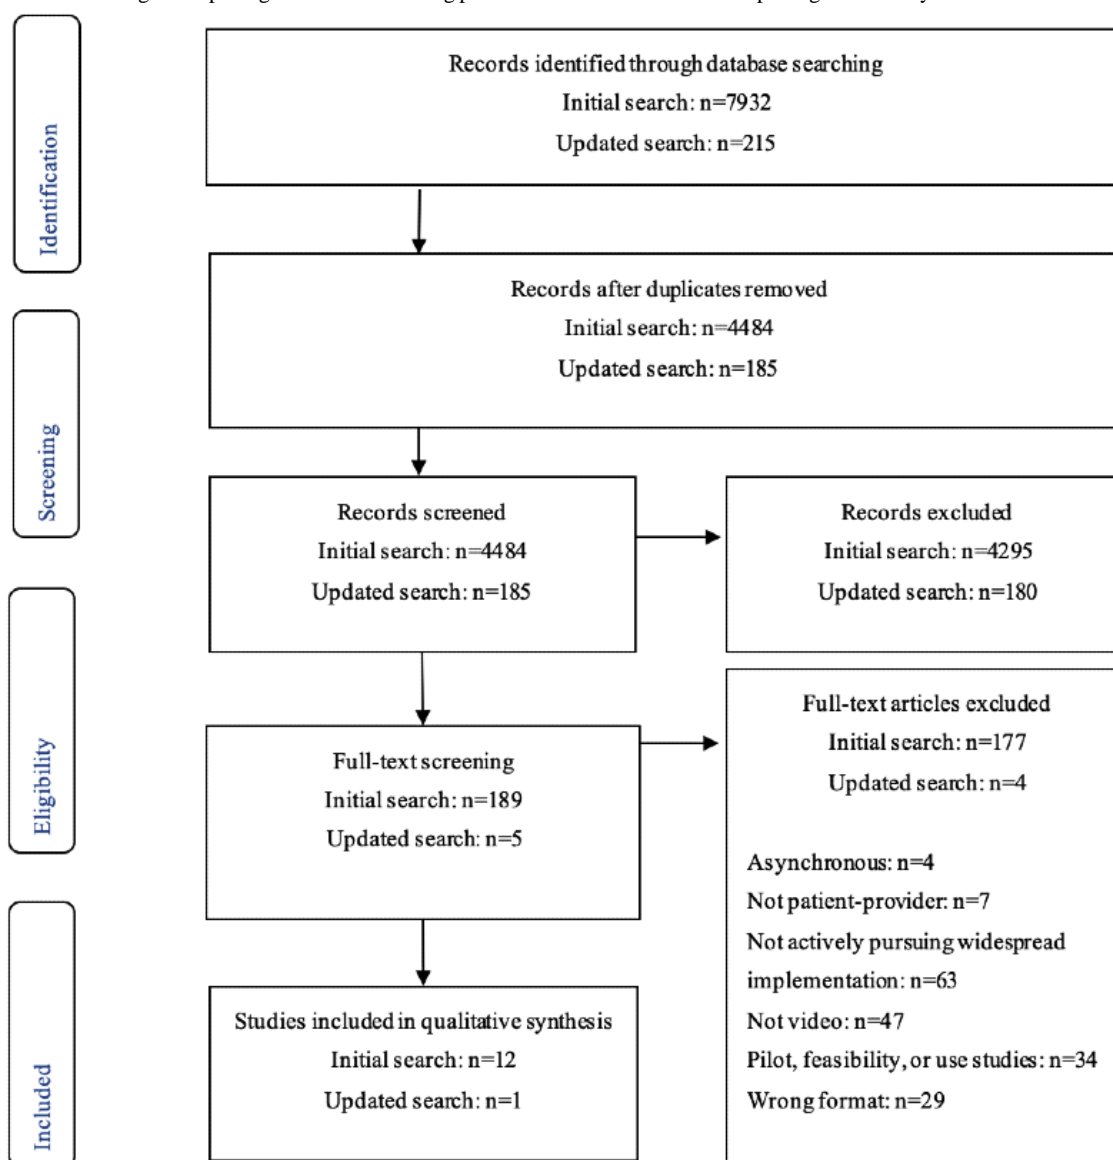 Identification
Records identified through database searching
Initial search: n=7932
Updated search: n=215
Records after duplicates removed
Initial search: n=4484
Updated search: n=185
Screening
Records screened
Initial search: n=4484
Updated search: n=185
Records excluded
Initial search: n=4295
Updated search: n=180
Eligibility
Full-text screening
Initial search: n=189
Updated search: n=5
Full-text articles excluded
Initial search: n=177
Updated search: n=4
Asynchronous: n=4
Not patient-provider: n=7
Not actively pursuing widespread
implementation: n=63
Not video: n=47
Pilot, feasibility, or use studies: n=34
Wrong format: n=29
Included
Studies included in qualitative synthesis
Initial search: n=12
Updated search: n=1